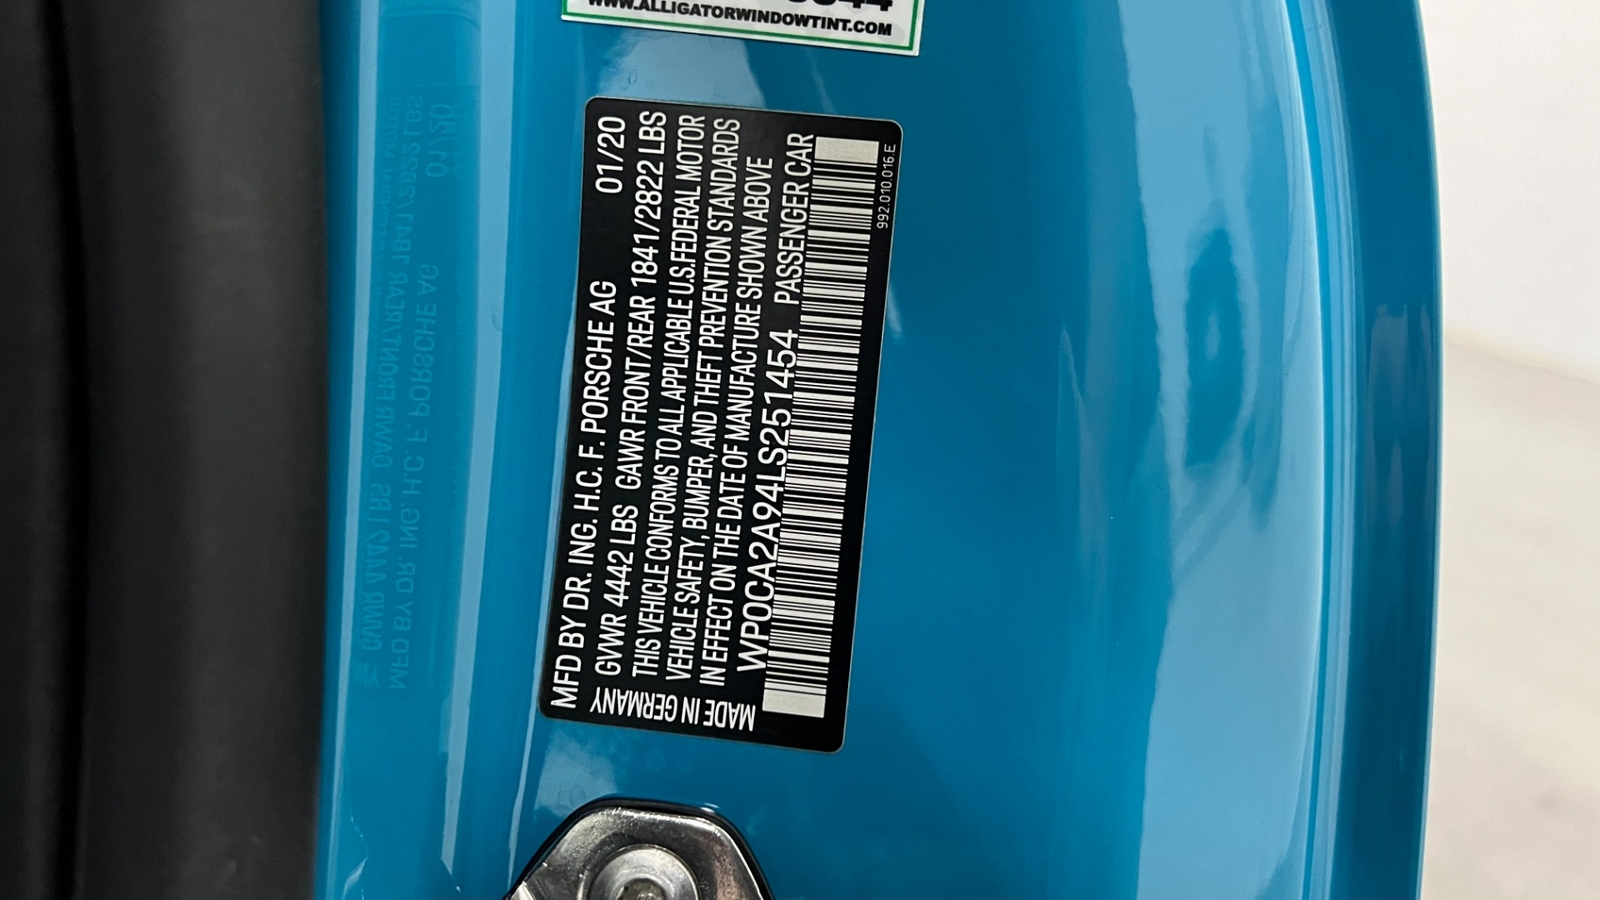 WWW.ALLIGATORWINDOWTINT.COM
MFD BY DR. ING. H.C. F. PORSCHE AG 01/20
GVWR 4442 LBS GAWR FRONT/REAR 1841/2822 LBS
THIS VEHICLE CONFORMS TO ALL APPLICABLE U.S.FEDERAL MOTOR
VEHICLE SAFETY, BUMPER, AND THEFT PREVENTION STANDARDS
IN EFFECT ON THE DATE OF MANUFACTURE SHOWN ABOVE
WP0CA2A94LS251454 PASSENGER CAR
992.010.016.E
MADE IN GERMANY